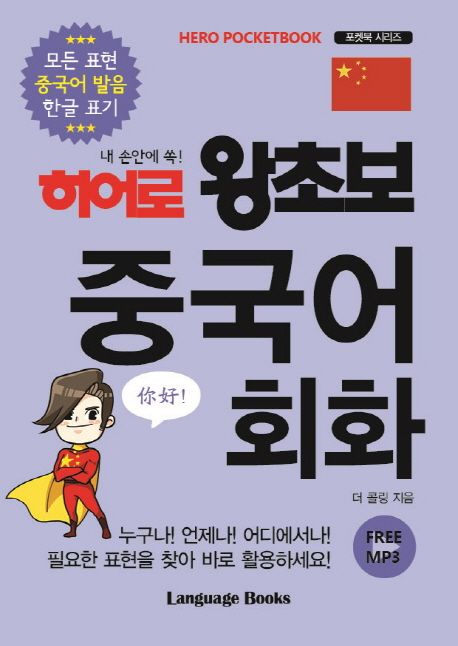 HERO POCKETBOOK
포켓북 시리즈
★★★
모든 표현
중국어 발음
한글 표기
★★★
내 손안에 쏙!
히어로 왕초보
중국어
회화
你好!
더 콜링 지음
누구나! 언제나! 어디에서나!
필요한 표현을 찾아 바로 활용하세요!
FREE
MP3
Language Books